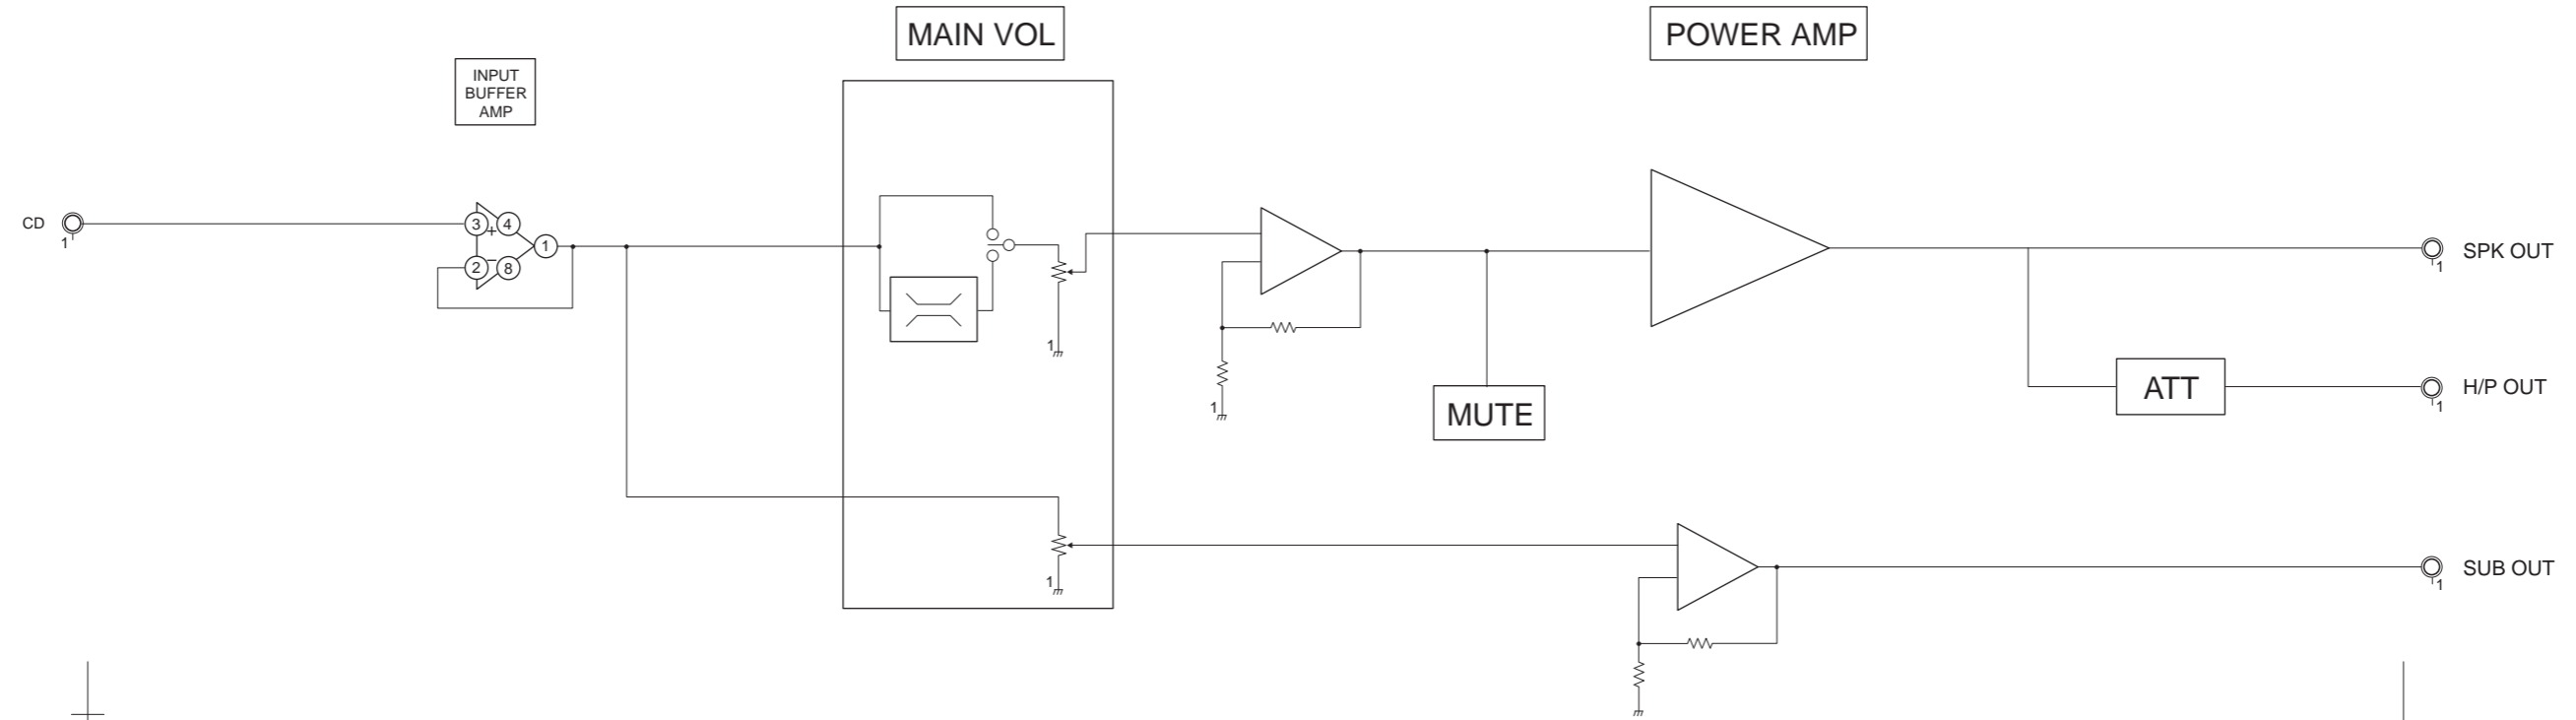 MAIN VOL
POWER AMP
INPUT
BUFFER
AMP
CD
1
3
4
+
1
2
−
8
1
1
MUTE
1
SPK OUT
ATT
1
H/P OUT
1
1
SUB OUT